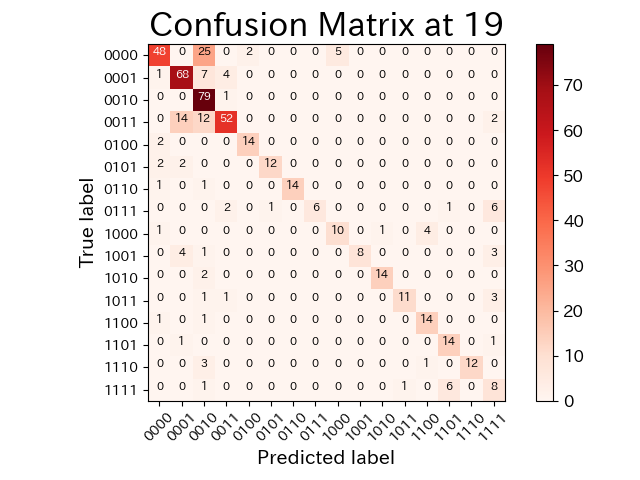 Confusion Matrix at 19
True label
0000 48 0 25 0 2 0 0 0 5 0 0 0 0 0 0 0
0001 1 68 7 4 0 0 0 0 0 0 0 0 0 0 0 0
0010 0 0 79 1 0 0 0 0 0 0 0 0 0 0 0 0
0011 0 14 12 52 0 0 0 0 0 0 0 0 0 0 0 2
0100 2 0 0 0 14 0 0 0 0 0 0 0 0 0 0 0
0101 2 2 0 0 0 12 0 0 0 0 0 0 0 0 0 0
0110 1 0 1 0 0 0 14 0 0 0 0 0 0 0 0 0
0111 0 0 0 2 0 1 0 6 0 0 0 0 0 1 0 6
1000 1 0 0 0 0 0 0 0 10 0 1 0 4 0 0 0
1001 0 4 1 0 0 0 0 0 0 8 0 0 0 0 0 3
1010 0 0 2 0 0 0 0 0 0 0 14 0 0 0 0 0
1011 0 0 1 1 0 0 0 0 0 0 0 11 0 0 0 3
1100 1 0 1 0 0 0 0 0 0 0 0 0 14 0 0 0
1101 0 1 0 0 0 0 0 0 0 0 0 0 0 14 0 1
1110 0 0 3 0 0 0 0 0 0 0 0 0 1 0 12 0
1111 0 0 1 0 0 0 0 0 0 0 0 1 0 6 0 8
0000 0001 0010 0011 0100 0101 0110 0111 1000 1001 1010 1011 1100 1101 1110 1111
Predicted label
70
60
50
40
30
20
10
0